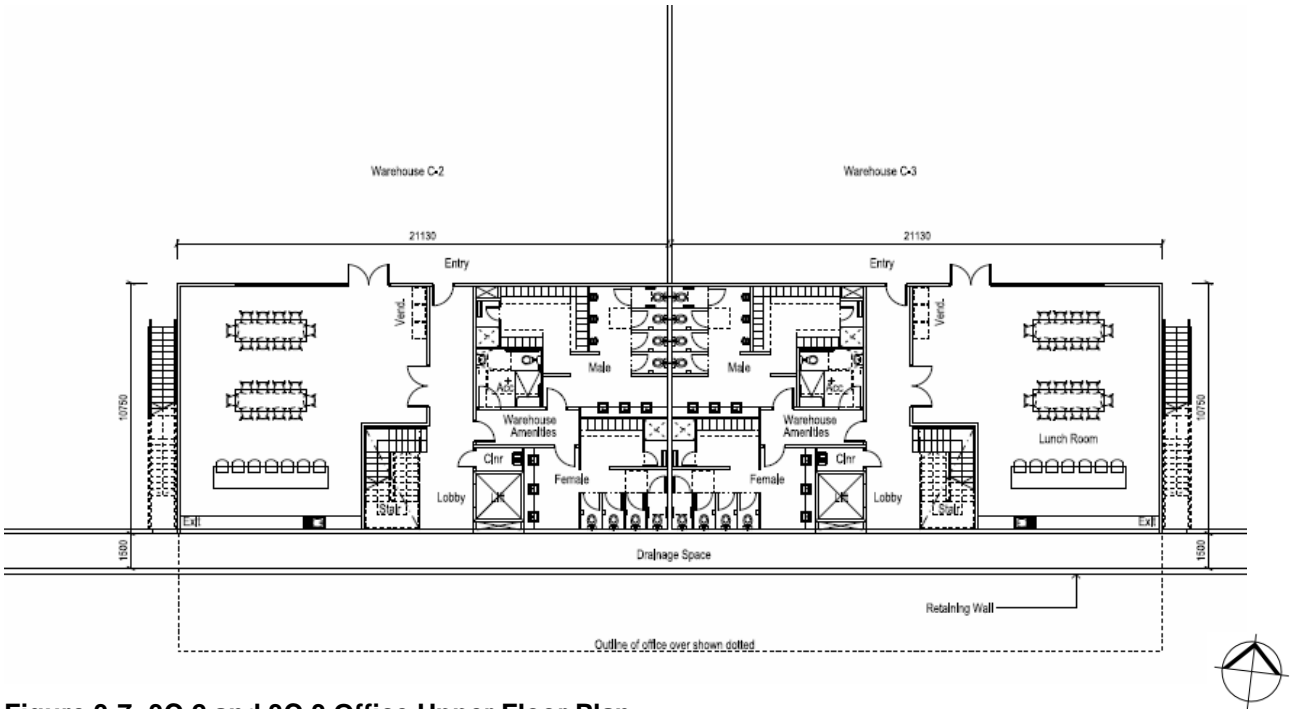 Warehouse C-2
Warehouse C-3
21130
21130
Entry
Entry
Vend.
Vend.
10750
10750
Male
Male
Acc
Acc
Warehouse
Amenities
Warehouse
Amenities
Lunch Room
Clnr
Clnr
Female
Female
Lobby
Lift
Lift
Lobby
Stair
Stair
Exit
Exit
1500
Drainage Space
1500
Retaining Wall
Outline of office over shown dotted